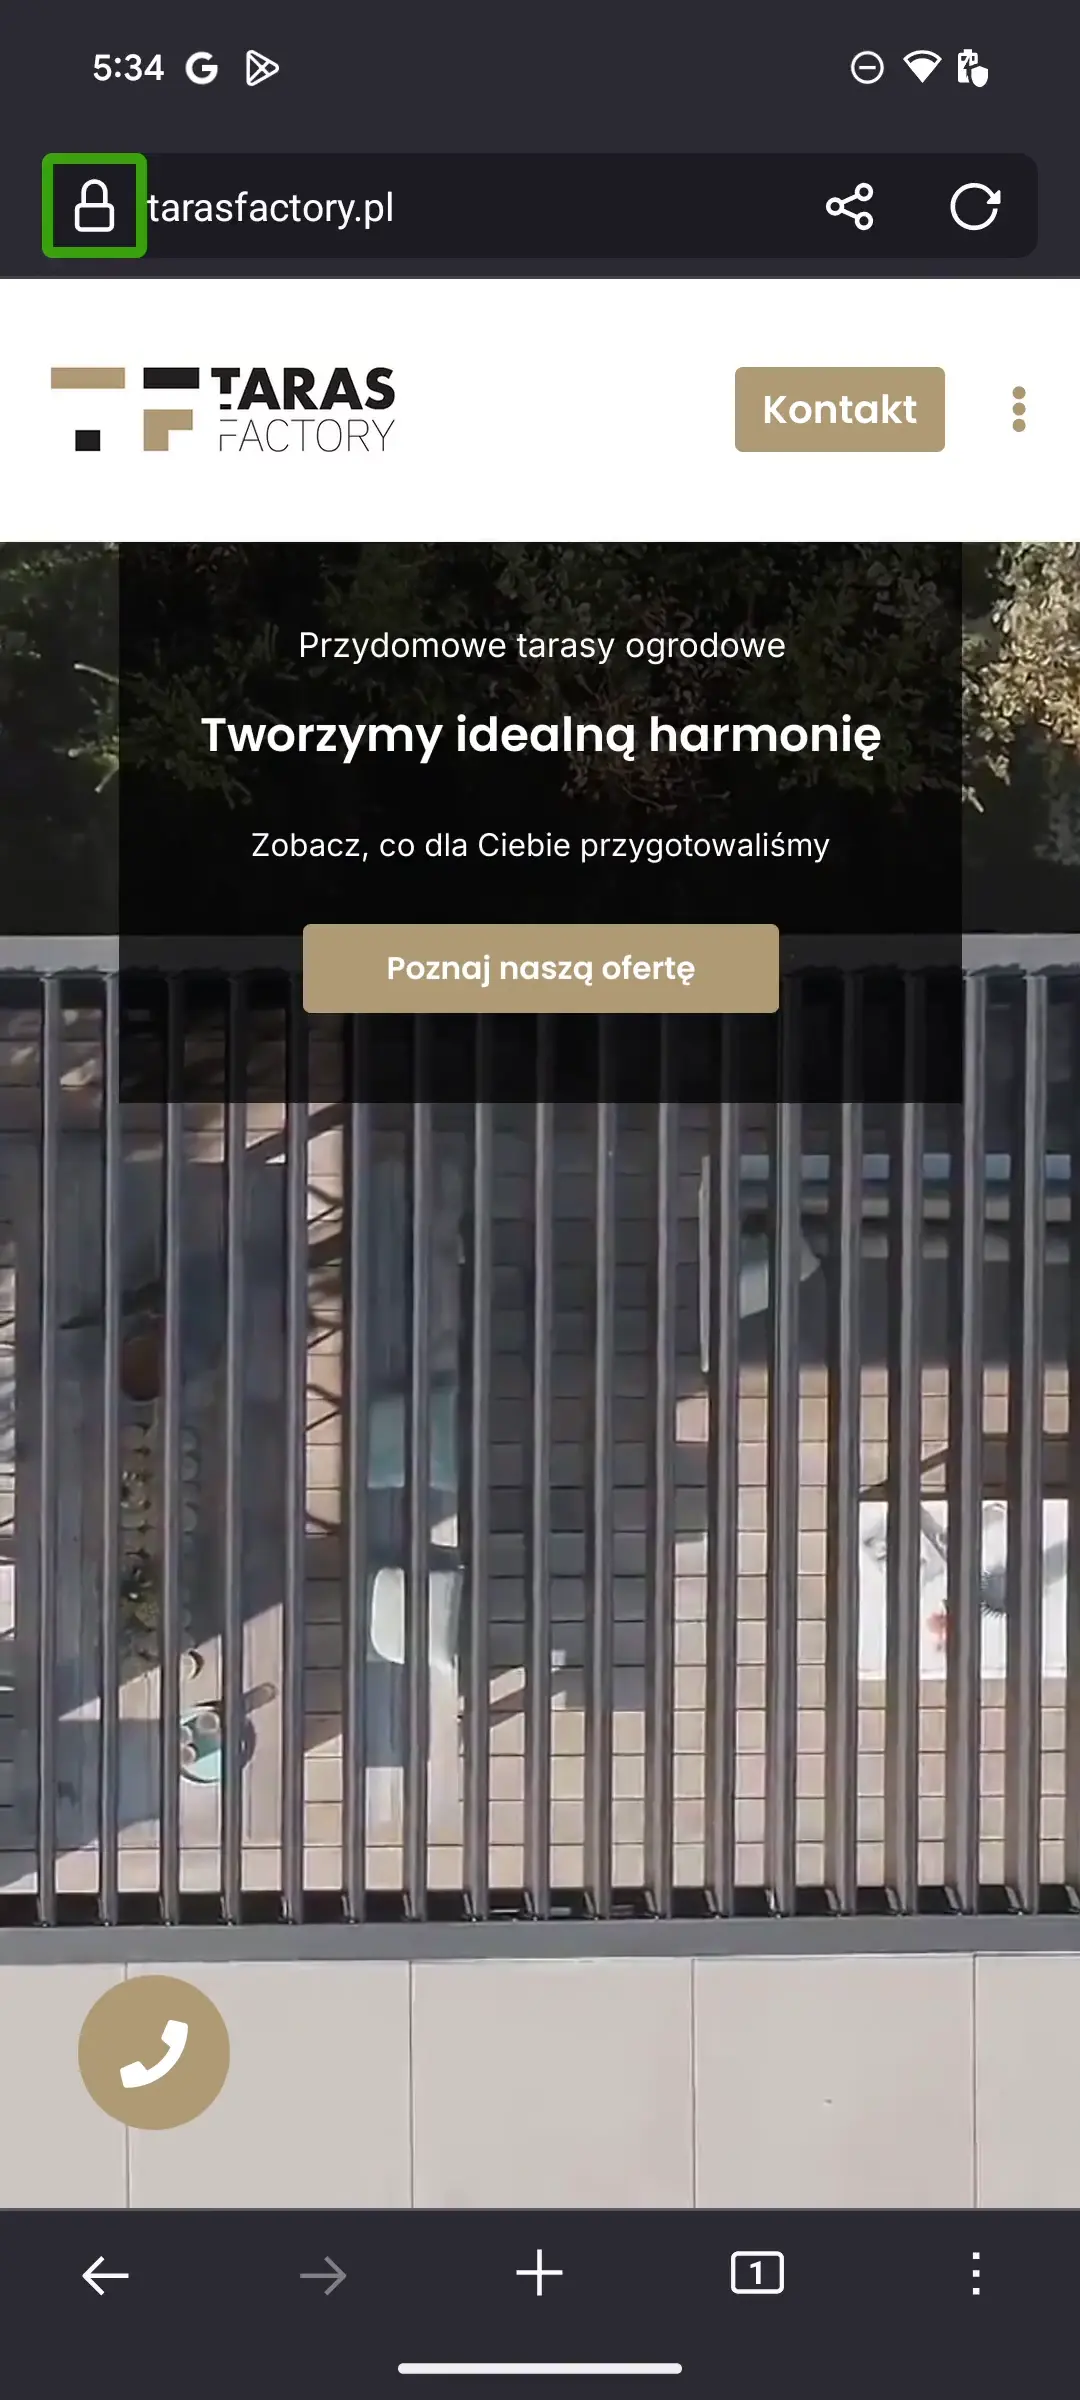 5:34
tarasfactory.pl
TARAS
FACTORY
Kontakt
Przydomowe tarasy ogrodowe
Tworzymy idealną harmonię
Zobacz, co dla Ciebie przygotowaliśmy
Poznaj naszą ofertę
1